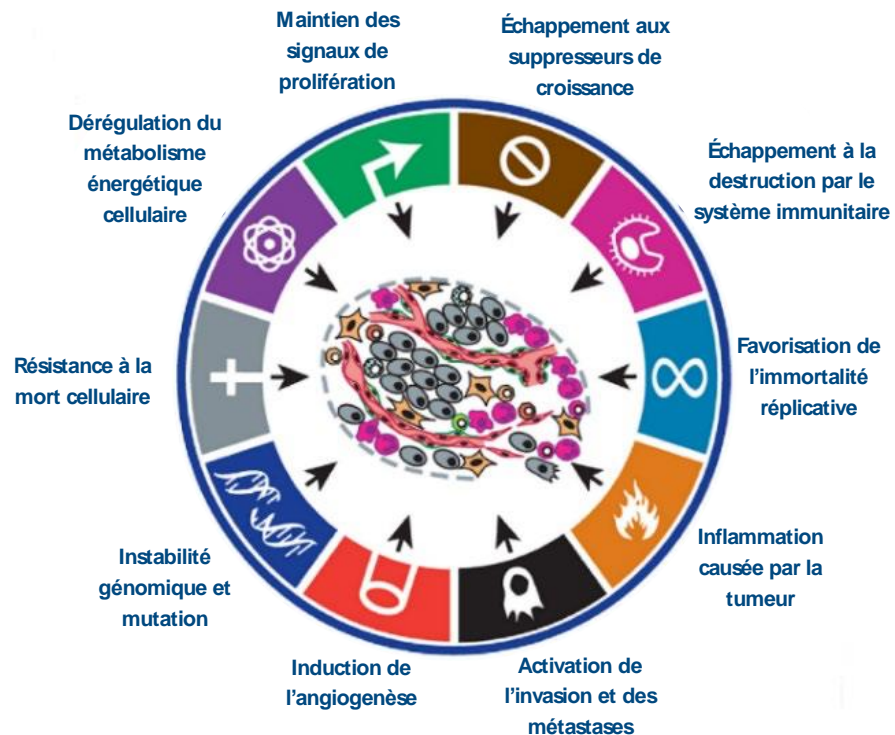 Maintien des
signaux de
prolifération
Échappement aux
suppresseurs de
croissance
Échappement à la
destruction par le
système immunitaire
Favorisation de
l'immortalité
réplicative
Inflammation
causée par la
tumeur
Activation de
l'invasion et des
métastases
Induction de
l'angiogenèse
Instabilité
génomique et
mutation
Résistance à la
mort cellulaire
Dérégulation du
métabolisme
énergétique
cellulaire